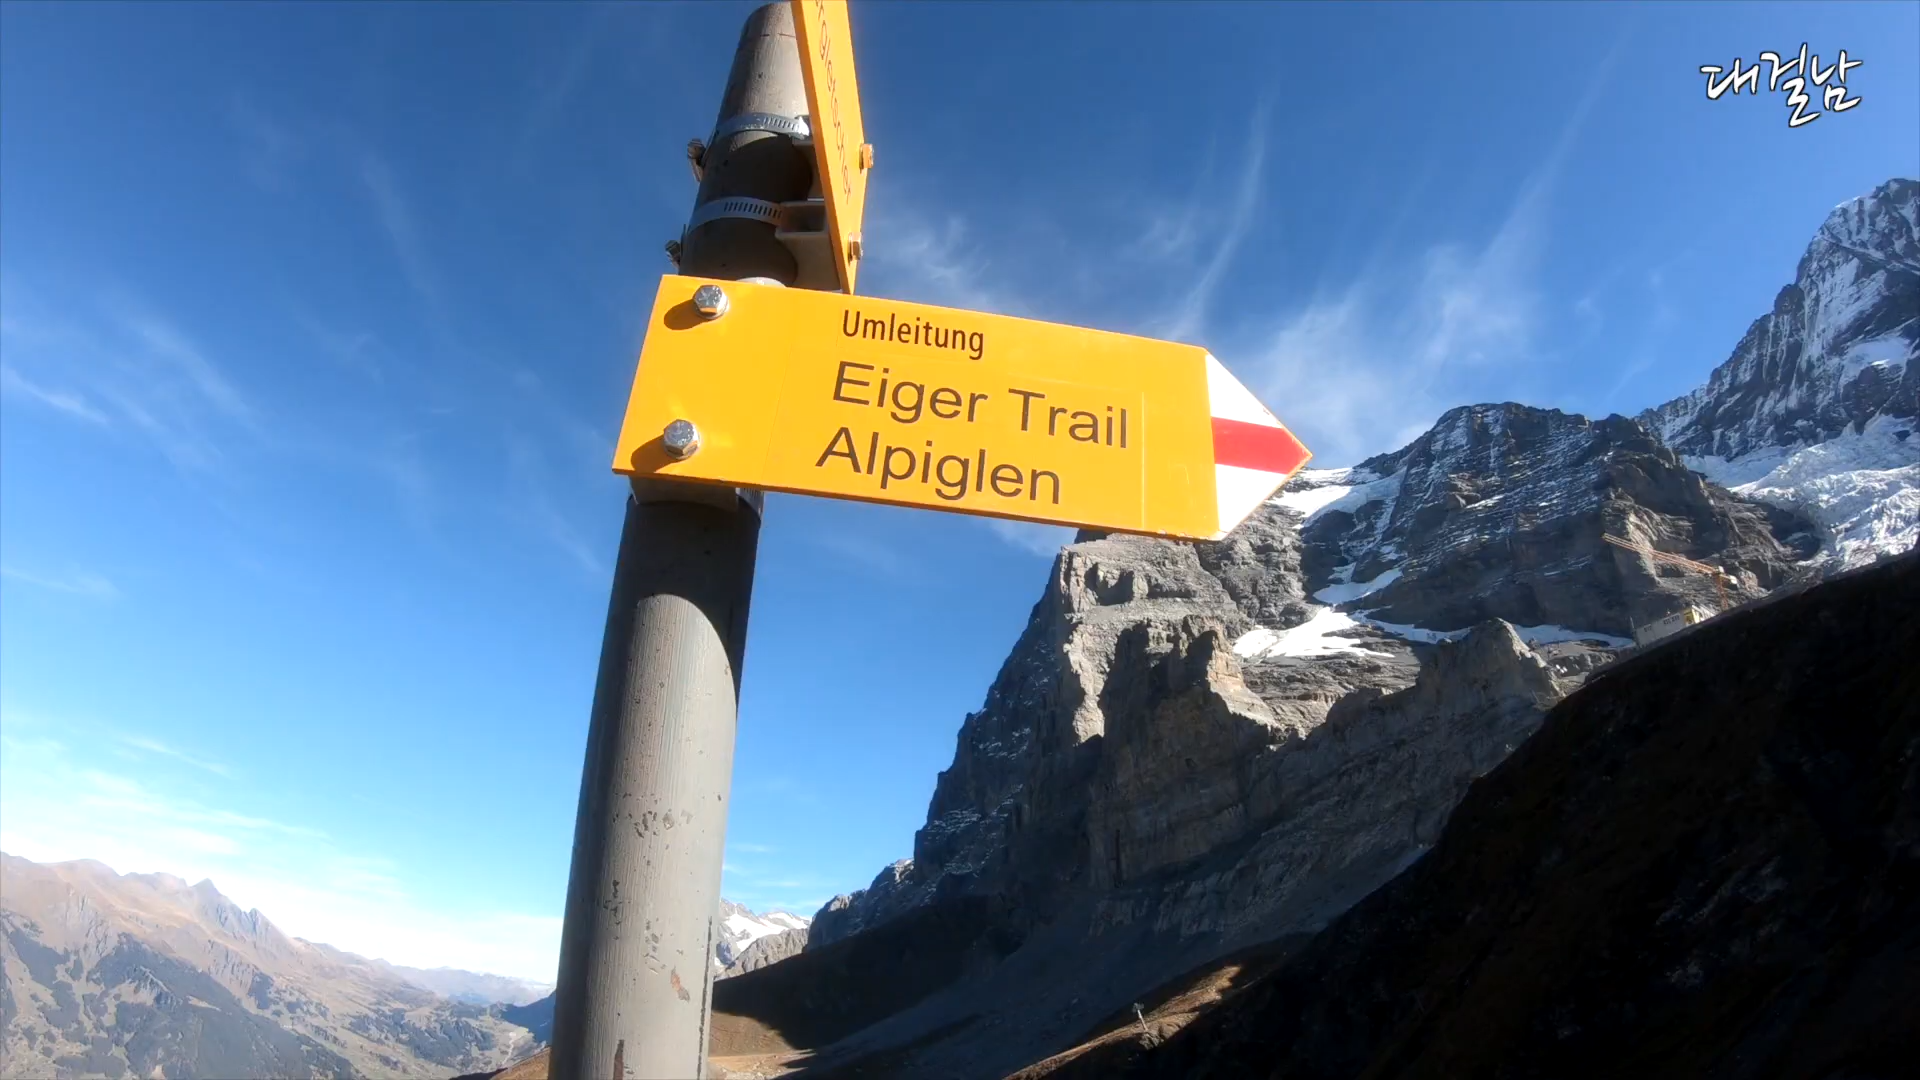 대걸남
Umleitung
Eiger Trail
Alpiglen